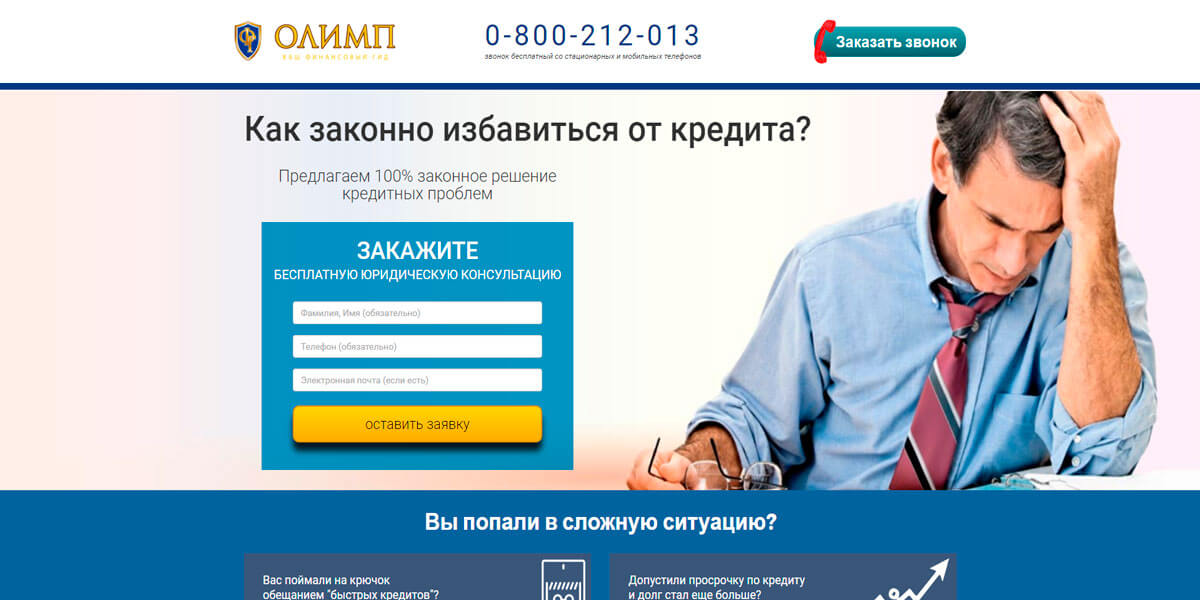 ОЛИМП
ВАШ ФИНАНСОВЫЙ ГИД
0-800-212-013
звонок бесплатный со стационарных и мобильных телефонов
Заказать звонок
Как законно избавиться от кредита?
Предлагаем 100% законное решение
кредитных проблем
ЗАКАЖИТЕ
БЕСПЛАТНУЮ ЮРИДИЧЕСКУЮ КОНСУЛЬТАЦИЮ
Фамилия, Имя (обязательно)
Телефон (обязательно)
Электронная почта (если есть)
оставить заявку
Вы попали в сложную ситуацию?
Вас поймали на крючок
обещанием "быстрых кредитов"?
Допустили просрочку по кредиту
и долг стал еще больше?